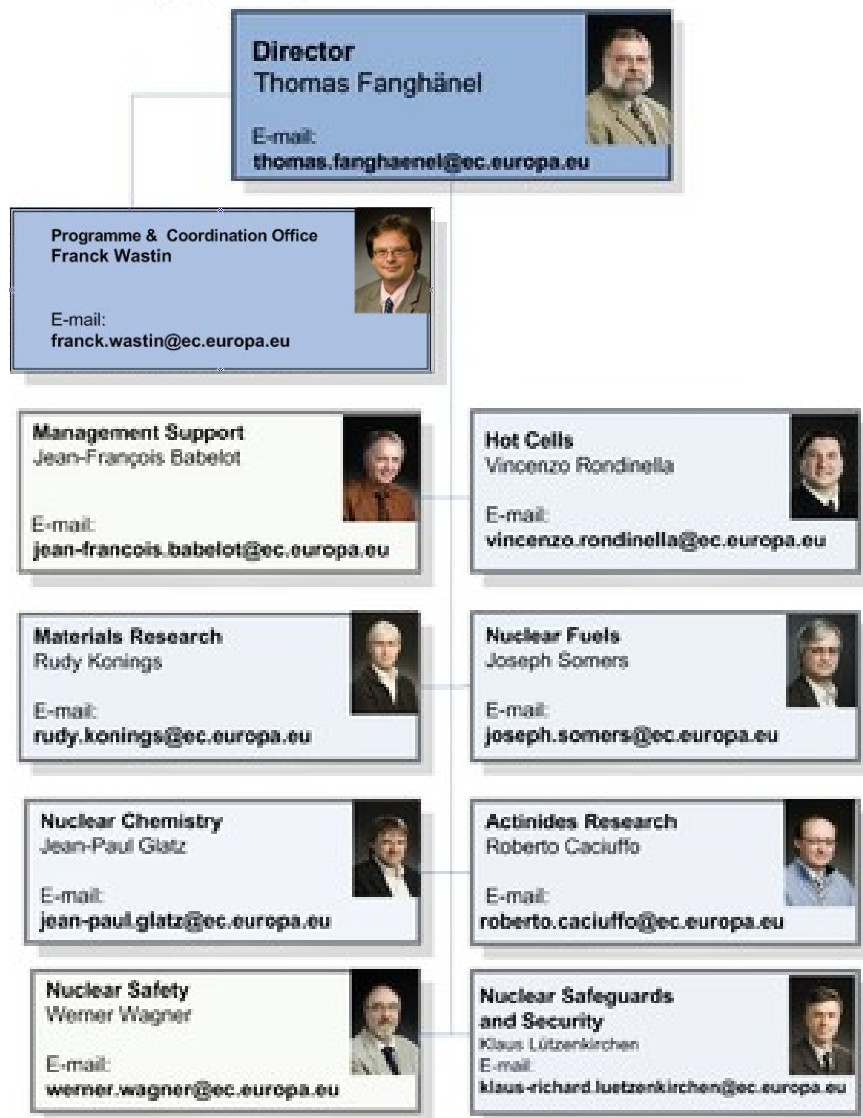 Director
Thomas Fanghänel
E-mail:
thomas.fanghaenel@ec.europa.eu
Programme & Coordination Office
Franck Wastin
E-mail:
franck.wastin@ec.europa.eu
Management Support
Jean-François Babelot
E-mail:
jean-francois.babelot@ec.europa.eu
Hot Cells
Vincenzo Rondinella
E-mail:
vincenzo.rondinella@ec.europa.eu
Materials Research
Rudy Konings
E-mail:
rudy.konings@ec.europa.eu
Nuclear Fuels
Joseph Somers
E-mail:
joseph.somers@ec.europa.eu
Nuclear Chemistry
Jean-Paul Glatz
E-mail:
jean-paul.glatz@ec.europa.eu
Actinides Research
Roberto Caciuffo
E-mail:
roberto.caciuffo@ec.europa.eu
Nuclear Safety
Werner Wagner
E-mail:
werner.wagner@ec.europa.eu
Nuclear Safeguards
and Security
Klaus Lützenkirchen
E-mail:
klaus-richard.luetzenkirchen@ec.europa.eu